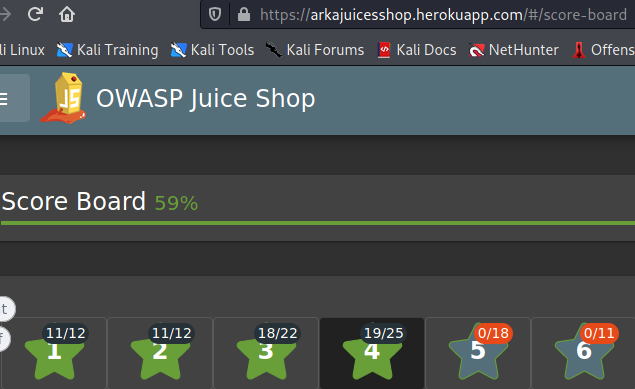 https://arkajuicesshop.herokuapp.com/#/score-board
li Linux Kali Training Kali Tools Kali Forums Kali Docs NetHunter Offens
JS OWASP Juice Shop
Score Board 59%
t
f
11/12 11/12 18/22 19/25 0/18 0/11
1 2 3 4 5 6